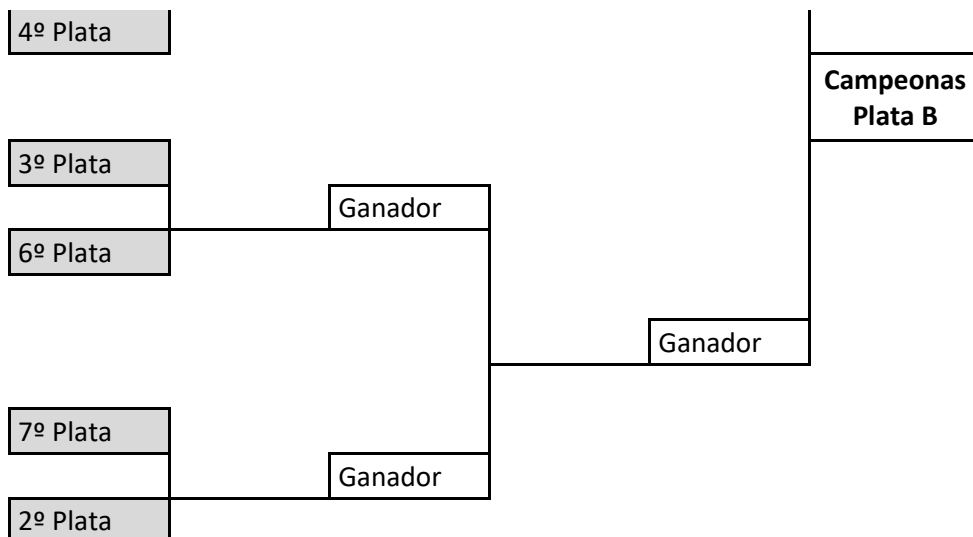 4º Plata
Campeonas
Plata B
3º Plata
Ganador
6º Plata
Ganador
7º Plata
Ganador
2º Plata